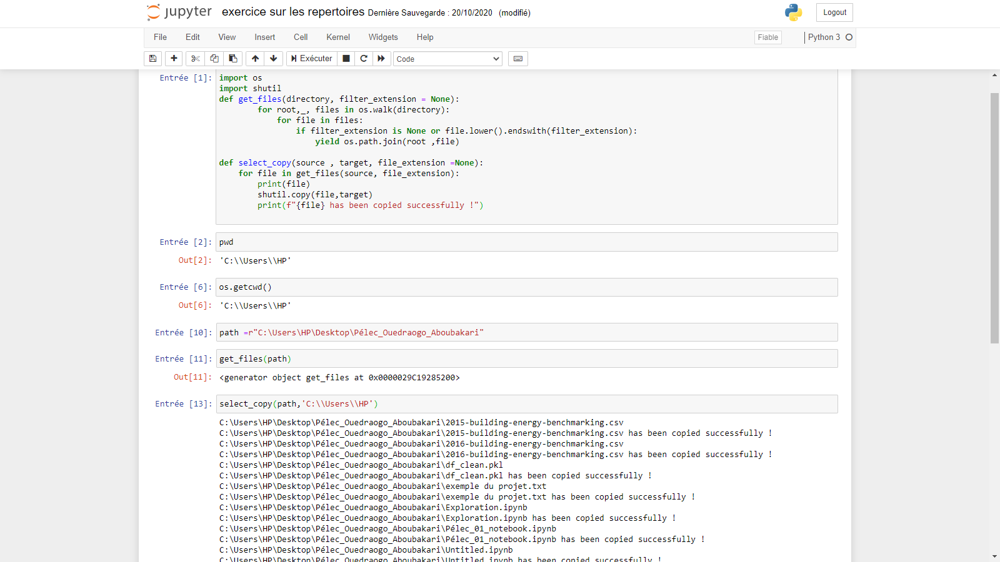 jupyter exercice sur les repertoires Dernière Sauvegarde : 20/10/2020 (modifié)
Logout
File Edit View Insert Cell Kernel Widgets Help
Fiable
Python 3
Exécuter
Code
Entrée [1]: import os
import shutil
def get_files(directory, filter_extension = None):
for root,_, files in os.walk(directory):
for file in files:
if filter_extension is None or file.lower().endswith(filter_extension):
yield os.path.join(root ,file)
def select_copy(source , target, file_extension =None):
for file in get_files(source, file_extension):
print(file)
shutil.copy(file,target)
print(f"{file} has been copied successfully !")
Entrée [2]: pwd
Out[2]: 'C:\\Users\\HP'
Entrée [6]: os.getcwd()
Out[6]: 'C:\\Users\\HP'
Entrée [10]: path =r"C:\Users\HP\Desktop\Pélec_Ouedraogo_Aboubakari"
Entrée [11]: get_files(path)
Out[11]: <generator object get_files at 0x0000029C19285200>
Entrée [13]: select_copy(path,'C:\\Users\\HP')
C:\Users\HP\Desktop\Pélec_Ouedraogo_Aboubakari\2015-building-energy-benchmarking.csv
C:\Users\HP\Desktop\Pélec_Ouedraogo_Aboubakari\2015-building-energy-benchmarking.csv has been copied successfully !
C:\Users\HP\Desktop\Pélec_Ouedraogo_Aboubakari\2016-building-energy-benchmarking.csv
C:\Users\HP\Desktop\Pélec_Ouedraogo_Aboubakari\2016-building-energy-benchmarking.csv has been copied successfully !
C:\Users\HP\Desktop\Pélec_Ouedraogo_Aboubakari\df_clean.pkl
C:\Users\HP\Desktop\Pélec_Ouedraogo_Aboubakari\df_clean.pkl has been copied successfully !
C:\Users\HP\Desktop\Pélec_Ouedraogo_Aboubakari\exemple du projet.txt
C:\Users\HP\Desktop\Pélec_Ouedraogo_Aboubakari\exemple du projet.txt has been copied successfully !
C:\Users\HP\Desktop\Pélec_Ouedraogo_Aboubakari\Exploration.ipynb
C:\Users\HP\Desktop\Pélec_Ouedraogo_Aboubakari\Exploration.ipynb has been copied successfully !
C:\Users\HP\Desktop\Pélec_Ouedraogo_Aboubakari\Pélec_01_notebook.ipynb
C:\Users\HP\Desktop\Pélec_Ouedraogo_Aboubakari\Pélec_01_notebook.ipynb has been copied successfully !
C:\Users\HP\Desktop\Pélec_Ouedraogo_Aboubakari\Untitled.ipynb
C:\Users\HP\Desktop\Pélec_Ouedraogo_Aboubakari\Untitled.ipynb has been copied successfully !